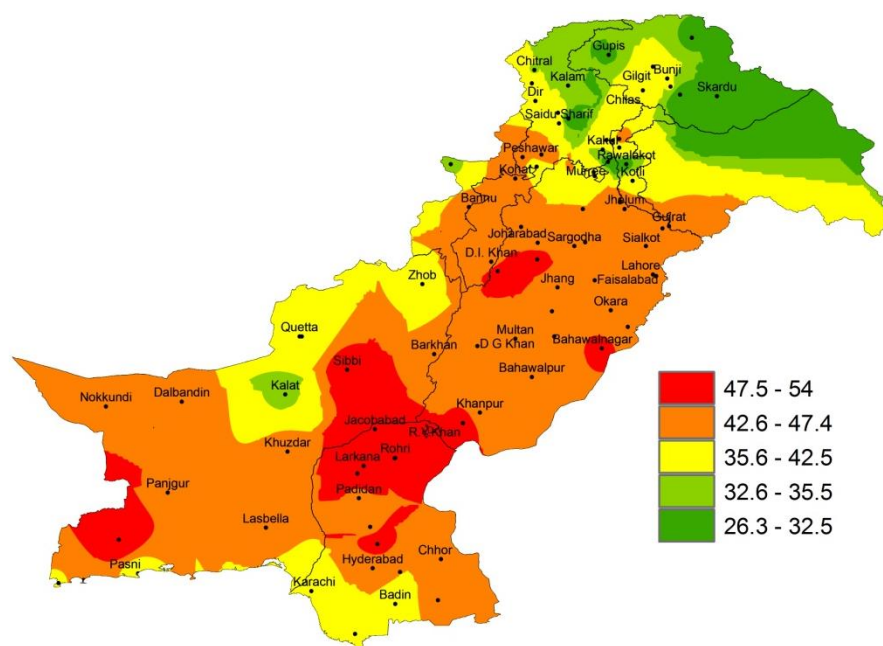 Gupis
Chitral
Kalam
Gilgit
Bunji
Skardu
Dir
Chilas
Saidu Sharif
Kakul
Peshawar
Rawalakot
Kohat
Murree
Kotli
Bannu
Jhelum
Gujrat
Joharabad
Sargodha
Sialkot
D.I. Khan
Zhob
Lahore
Jhang
Faisalabad
Okara
Quetta
Multan
Barkhan
D G Khan
Bahawalnagar
Sibbi
Bahawalpur
Kalat
Nokkundi
Dalbandin
Khanpur
Jacobabad
R.Y.Khan
Khuzdar
Rohri
Larkana
Panjgur
Padidan
Lasbella
Chhor
Hyderabad
Pasni
Karachi
Badin
47.5 - 54
42.6 - 47.4
35.6 - 42.5
32.6 - 35.5
26.3 - 32.5